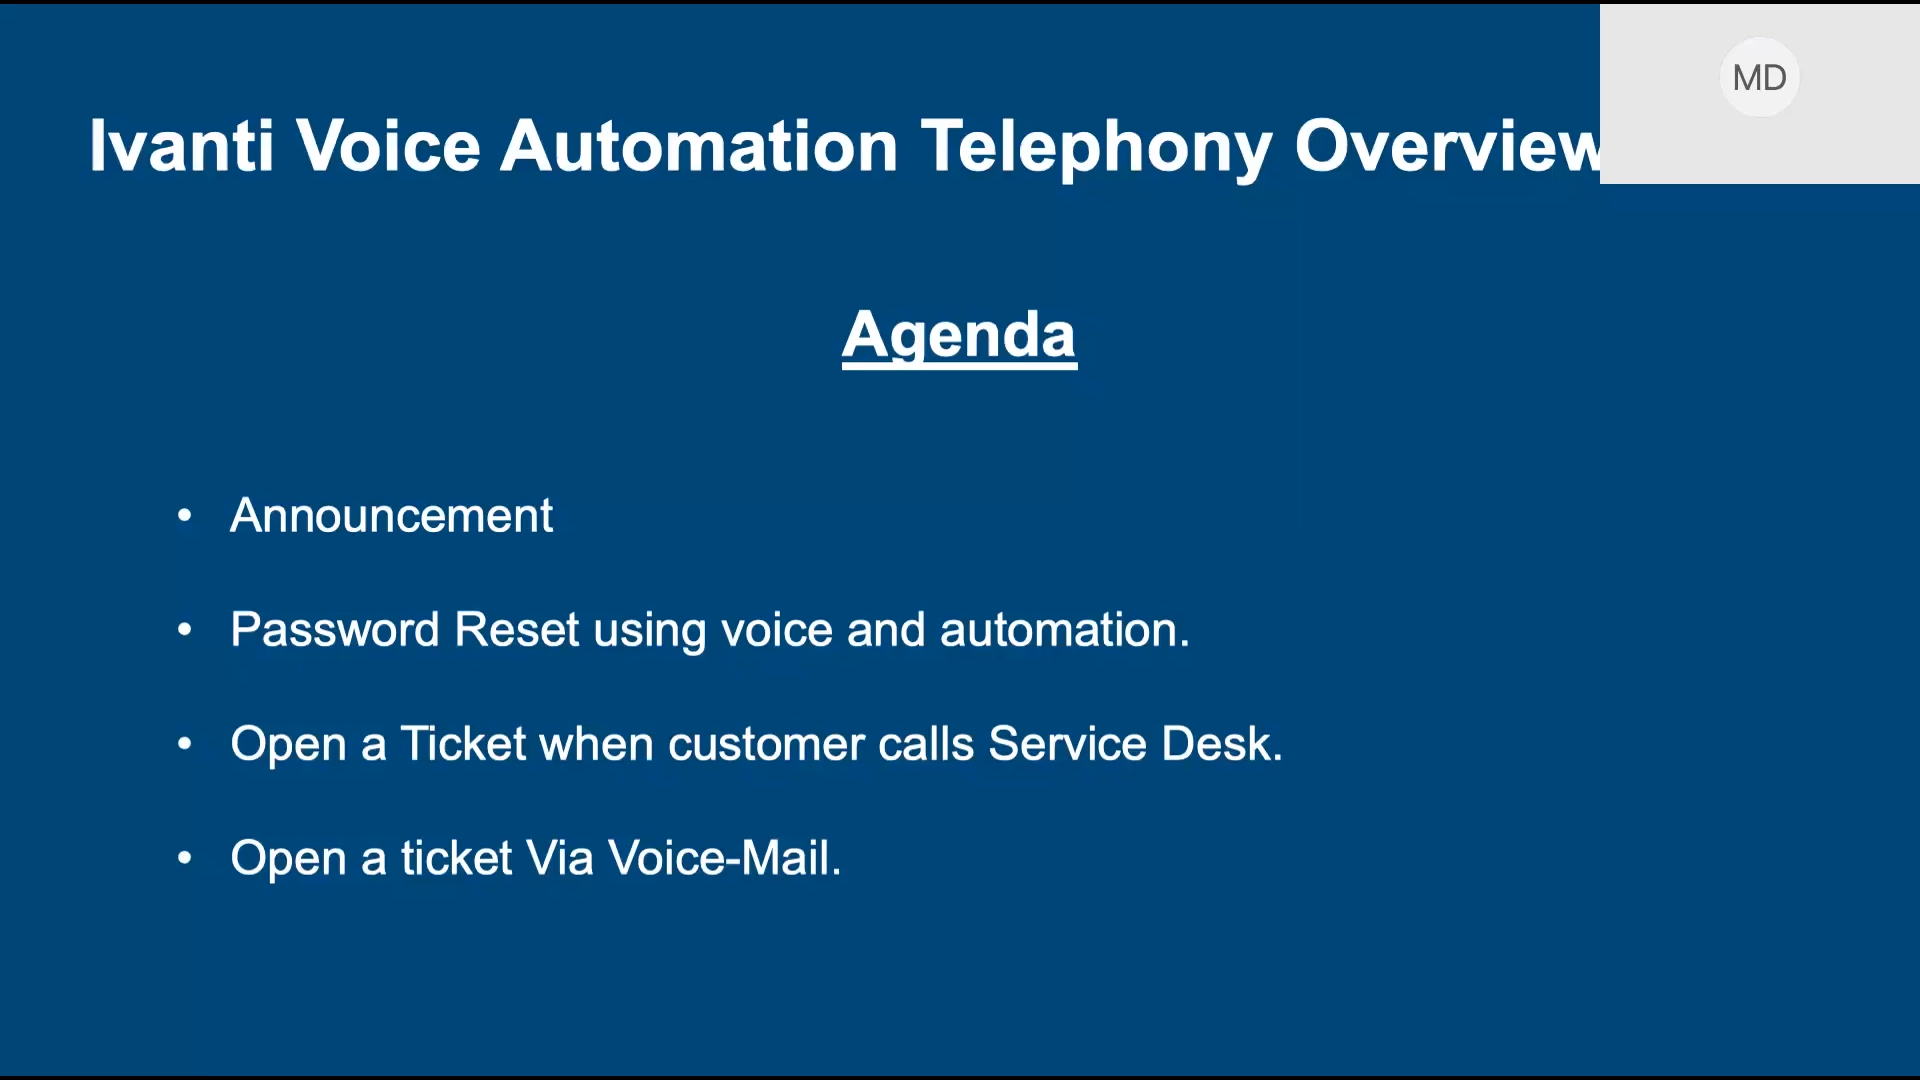 MD
Ivanti Voice Automation Telephony Overview
Agenda
• Announcement
• Password Reset using voice and automation.
• Open a Ticket when customer calls Service Desk.
• Open a ticket Via Voice-Mail.